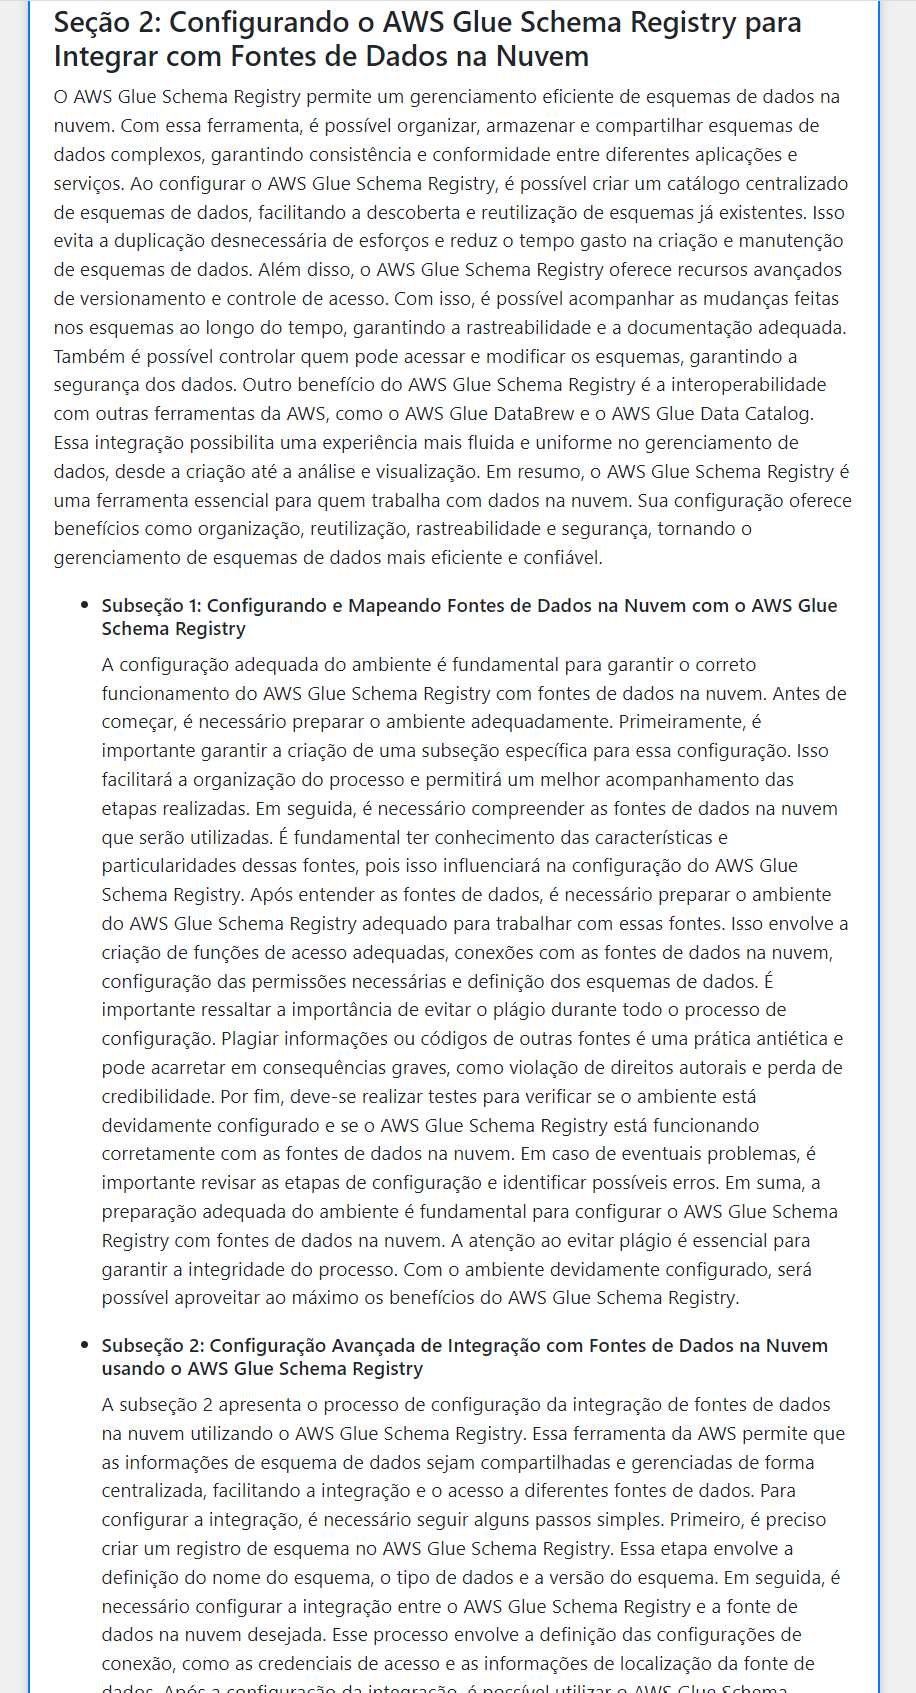 Seção 2: Configurando o AWS Glue Schema Registry para
Integrar com Fontes de Dados na Nuvem
O AWS Glue Schema Registry permite um gerenciamento eficiente de esquemas de dados na
nuvem. Com essa ferramenta, é possível organizar, armazenar e compartilhar esquemas de
dados complexos, garantindo consistência e conformidade entre diferentes aplicações e
serviços. Ao configurar o AWS Glue Schema Registry, é possível criar um catálogo centralizado
de esquemas de dados, facilitando a descoberta e reutilização de esquemas já existentes. Isso
evita a duplicação desnecessária de esforços e reduz o tempo gasto na criação e manutenção
de esquemas de dados. Além disso, o AWS Glue Schema Registry oferece recursos avançados
de versionamento e controle de acesso. Com isso, é possível acompanhar as mudanças feitas
nos esquemas ao longo do tempo, garantindo a rastreabilidade e a documentação adequada.
Também é possível controlar quem pode acessar e modificar os esquemas, garantindo a
segurança dos dados. Outro benefício do AWS Glue Schema Registry é a interoperabilidade
com outras ferramentas da AWS, como o AWS Glue DataBrew e o AWS Glue Data Catalog.
Essa integração possibilita uma experiência mais fluida e uniforme no gerenciamento de
dados, desde a criação até a análise e visualização. Em resumo, o AWS Glue Schema Registry é
uma ferramenta essencial para quem trabalha com dados na nuvem. Sua configuração oferece
benefícios como organização, reutilização, rastreabilidade e segurança, tornando o
gerenciamento de esquemas de dados mais eficiente e confiável.
• Subseção 1: Configurando e Mapeando Fontes de Dados na Nuvem com o AWS Glue
Schema Registry
A configuração adequada do ambiente é fundamental para garantir o correto
funcionamento do AWS Glue Schema Registry com fontes de dados na nuvem. Antes de
começar, é necessário preparar o ambiente adequadamente. Primeiramente, é
importante garantir a criação de uma subseção específica para essa configuração. Isso
facilitará a organização do processo e permitirá um melhor acompanhamento das
etapas realizadas. Em seguida, é necessário compreender as fontes de dados na nuvem
que serão utilizadas. É fundamental ter conhecimento das características e
particularidades dessas fontes, pois isso influenciará na configuração do AWS Glue
Schema Registry. Após entender as fontes de dados, é necessário preparar o ambiente
do AWS Glue Schema Registry adequado para trabalhar com essas fontes. Isso envolve a
criação de funções de acesso adequadas, conexões com as fontes de dados na nuvem,
configuração das permissões necessárias e definição dos esquemas de dados. É
importante ressaltar a importância de evitar o plágio durante todo o processo de
configuração. Plagiar informações ou códigos de outras fontes é uma prática antiética e
pode acarretar em consequências graves, como violação de direitos autorais e perda de
credibilidade. Por fim, deve-se realizar testes para verificar se o ambiente está
devidamente configurado e se o AWS Glue Schema Registry está funcionando
corretamente com as fontes de dados na nuvem. Em caso de eventuais problemas, é
importante revisar as etapas de configuração e identificar possíveis erros. Em suma, a
preparação adequada do ambiente é fundamental para configurar o AWS Glue Schema
Registry com fontes de dados na nuvem. A atenção ao evitar plágio é essencial para
garantir a integridade do processo. Com o ambiente devidamente configurado, será
possível aproveitar ao máximo os benefícios do AWS Glue Schema Registry.
• Subseção 2: Configuração Avançada de Integração com Fontes de Dados na Nuvem
usando o AWS Glue Schema Registry
A subseção 2 apresenta o processo de configuração da integração de fontes de dados
na nuvem utilizando o AWS Glue Schema Registry. Essa ferramenta da AWS permite que
as informações de esquema de dados sejam compartilhadas e gerenciadas de forma
centralizada, facilitando a integração e o acesso a diferentes fontes de dados. Para
configurar a integração, é necessário seguir alguns passos simples. Primeiro, é preciso
criar um registro de esquema no AWS Glue Schema Registry. Essa etapa envolve a
definição do nome do esquema, o tipo de dados e a versão do esquema. Em seguida, é
necessário configurar a integração entre o AWS Glue Schema Registry e a fonte de
dados na nuvem desejada. Esse processo envolve a definição das configurações de
conexão, como as credenciais de acesso e as informações de localização da fonte de
dados. Após a configuração da integração, é possível utilizar o AWS Glue Schema